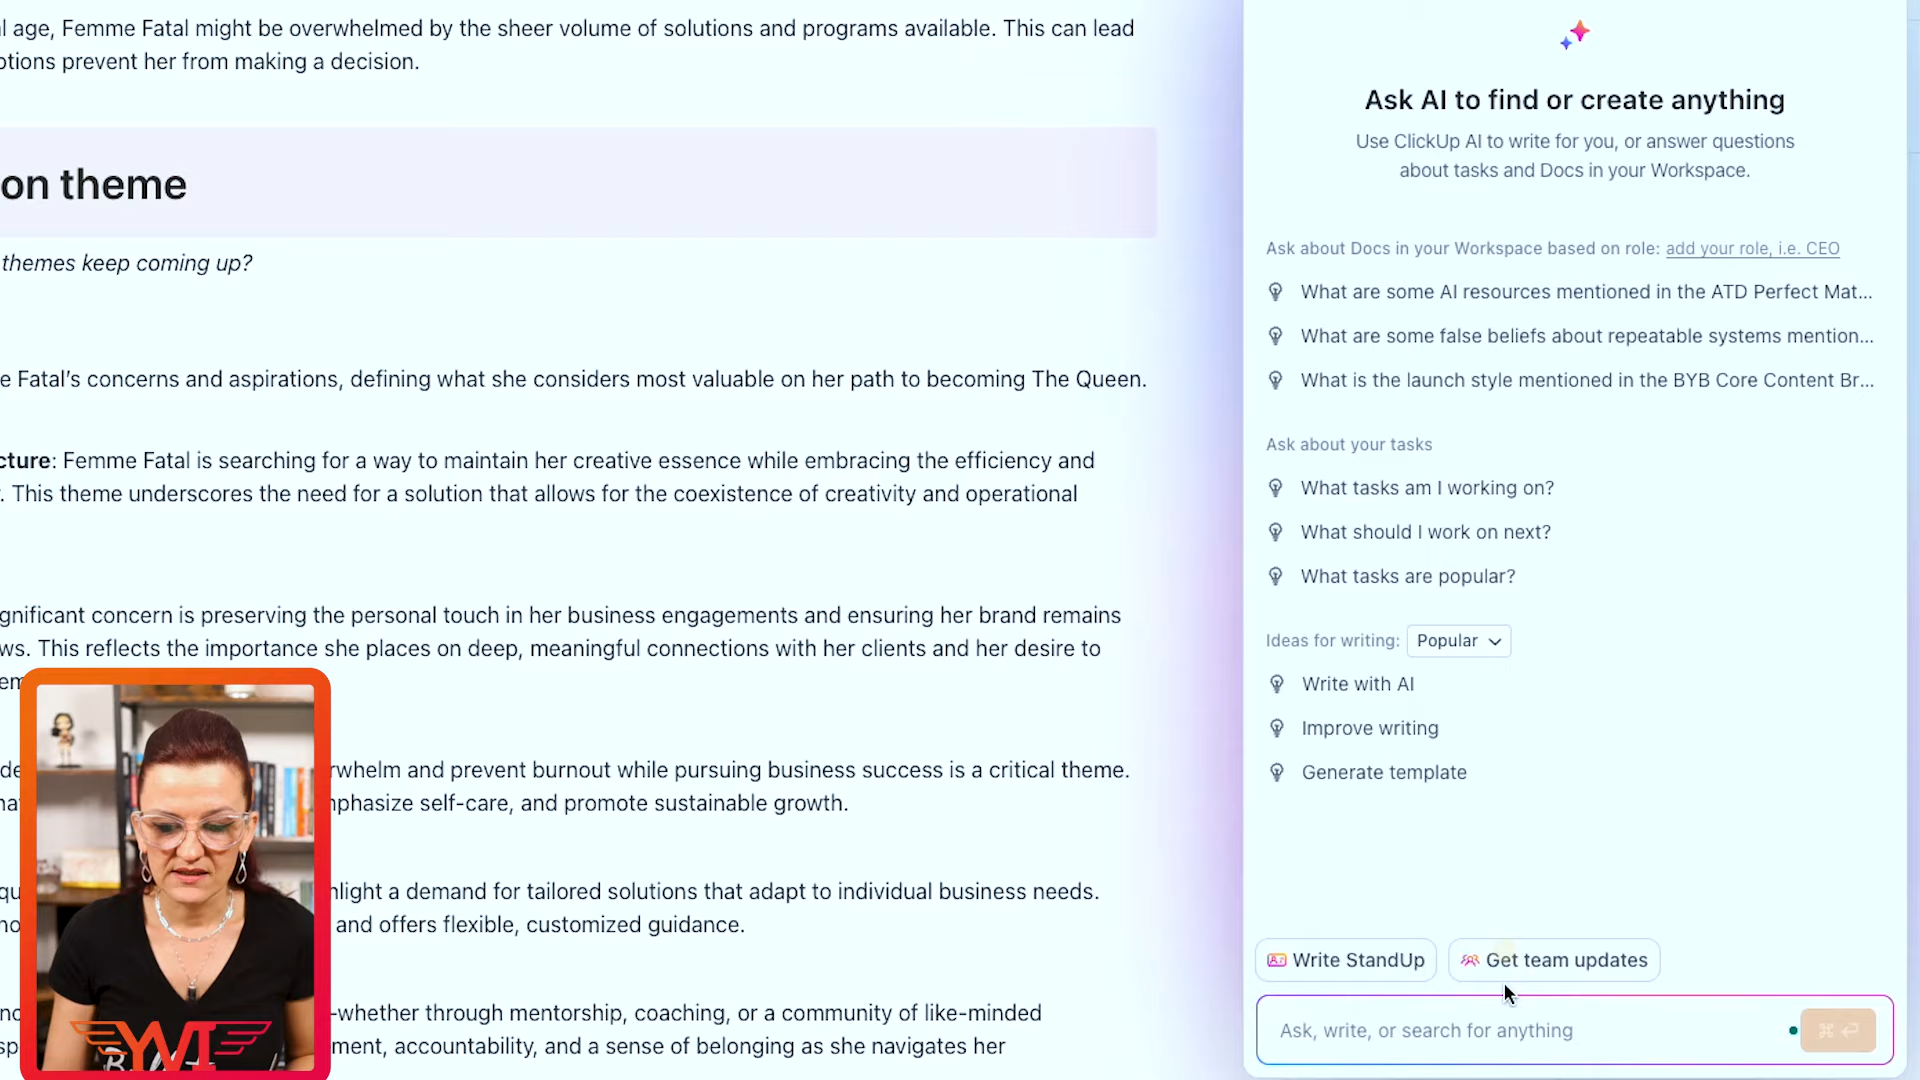 l age, Femme Fatal might be overwhelmed by the sheer volume of solutions and programs available. This can lead
otions prevent her from making a decision.
on theme
themes keep coming up?
e Fatal's concerns and aspirations, defining what she considers most valuable on her path to becoming The Queen.
cture: Femme Fatal is searching for a way to maintain her creative essence while embracing the efficiency and
. This theme underscores the need for a solution that allows for the coexistence of creativity and operational
gnificant concern is preserving the personal touch in her business engagements and ensuring her brand remains
ws. This reflects the importance she places on deep, meaningful connections with her clients and her desire to
em
de rwhelm and prevent burnout while pursuing business success is a critical theme.
nphasize self-care, and promote sustainable growth.
qu hlight a demand for tailored solutions that adapt to individual business needs.
no and offers flexible, customized guidance.
nc -whether through mentorship, coaching, or a community of like-minded
sp ment, accountability, and a sense of belonging as she navigates her
YVI
Ask AI to find or create anything
Use ClickUp AI to write for you, or answer questions
about tasks and Docs in your Workspace.
Ask about Docs in your Workspace based on role: add your role, i.e. CEO
What are some AI resources mentioned in the ATD Perfect Mat...
What are some false beliefs about repeatable systems mention...
What is the launch style mentioned in the BYB Core Content Br...
Ask about your tasks
What tasks am I working on?
What should I work on next?
What tasks are popular?
Ideas for writing: Popular
Write with AI
Improve writing
Generate template
Write StandUp
Get team updates
Ask, write, or search for anything